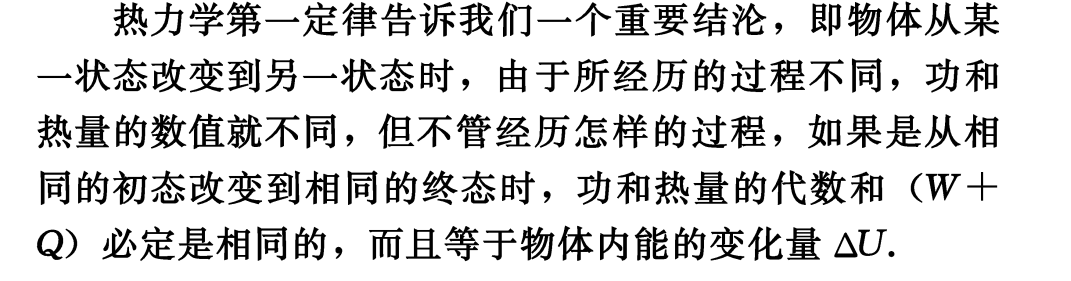 热力学第一定律告诉我们一个重要结论，即物体从某
一状态改变到另一状态时，由于所经历的过程不同，功和
热量的数值就不同，但不管经历怎样的过程，如果是从相
同的初态改变到相同的终态时，功和热量的代数和（W＋
Q）必定是相同的，而且等于物体内能的变化量 ΔU.